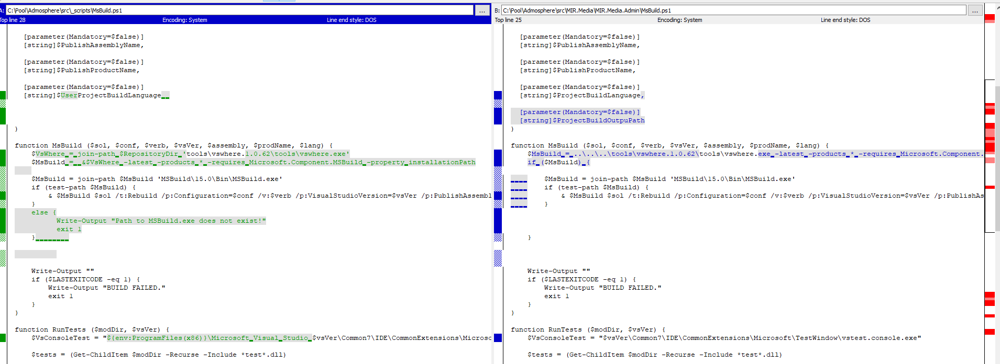 A: C:\Pool\Admosphere\src\_scripts\MsBuild.ps1 ...
Top line 28 Encoding: System Line end style: DOS
[parameter(Mandatory=$false)]
[string]$PublishAssemblyName,
[parameter(Mandatory=$false)]
[string]$PublishProductName,
[parameter(Mandatory=$false)]
[string]$UserProjectBuildLanguage
)
function MsBuild ($sol, $conf, $verb, $vsVer, $assembly, $prodName, $lang) {
$VsWhere = join-path $RepositoryDir 'tools\vswhere.1.0.62\tools\vswhere.exe'
$MsBuild =  &$VsWhere -latest -products * -requires Microsoft.Component.MSBuild -property installationPath
$MsBuild = join-path $MsBuild 'MSBuild\15.0\Bin\MSBuild.exe'
if (test-path $MsBuild) {
& $MsBuild $sol /t:Rebuild /p:Configuration=$conf /v:$verb /p:VisualStudioVersion=$vsVer /p:PublishAssembl
}
else {
Write-Output "Path to MSBuild.exe does not exist!"
exit 1
}
Write-Output ""
if ($LASTEXITCODE -eq 1) {
Write-Output "BUILD FAILED."
exit 1
}
}
function RunTests ($modDir, $vsVer) {
$VsConsoleTest = "${env:ProgramFiles(x86)}\Microsoft Visual Studio $vsVer\Common7\IDE\CommonExtensions\Microso
$tests = (Get-ChildItem $modDir -Recurse -Include *test*.dll)
B: C:\Pool\Admosphere\src\MIR.Media\MIR.Media.Admin\MsBuild.ps1 ...
Top line 25 Encoding: System Line end style: DOS
[parameter(Mandatory=$false)]
[string]$PublishAssemblyName,
[parameter(Mandatory=$false)]
[string]$PublishProductName,
[parameter(Mandatory=$false)]
[string]$ProjectBuildLanguage,
[parameter(Mandatory=$false)]
[string]$ProjectBuildOutpuPath
)
function MsBuild ($sol, $conf, $verb, $vsVer, $assembly, $prodName, $lang) {
$MsBuild = ..\..\..\tools\vswhere.1.0.62\tools\vswhere.exe -latest -products * -requires Microsoft.Component.
if ($MsBuild) {
$MsBuild = join-path $MsBuild 'MSBuild\15.0\Bin\MSBuild.exe'
if (test-path $MsBuild) {
& $MsBuild $sol /t:Rebuild /p:Configuration=$conf /v:$verb /p:VisualStudioVersion=$vsVer /p:PublishAs
}
}
Write-Output ""
if ($LASTEXITCODE -eq 1) {
Write-Output "BUILD FAILED."
exit 1
}
}
function RunTests ($modDir, $vsVer) {
$VsConsoleTest = "$vsVer\Common7\IDE\CommonExtensions\Microsoft\TestWindow\vstest.console.exe"
$tests = (Get-ChildItem $modDir -Recurse -Include *test*.dll)